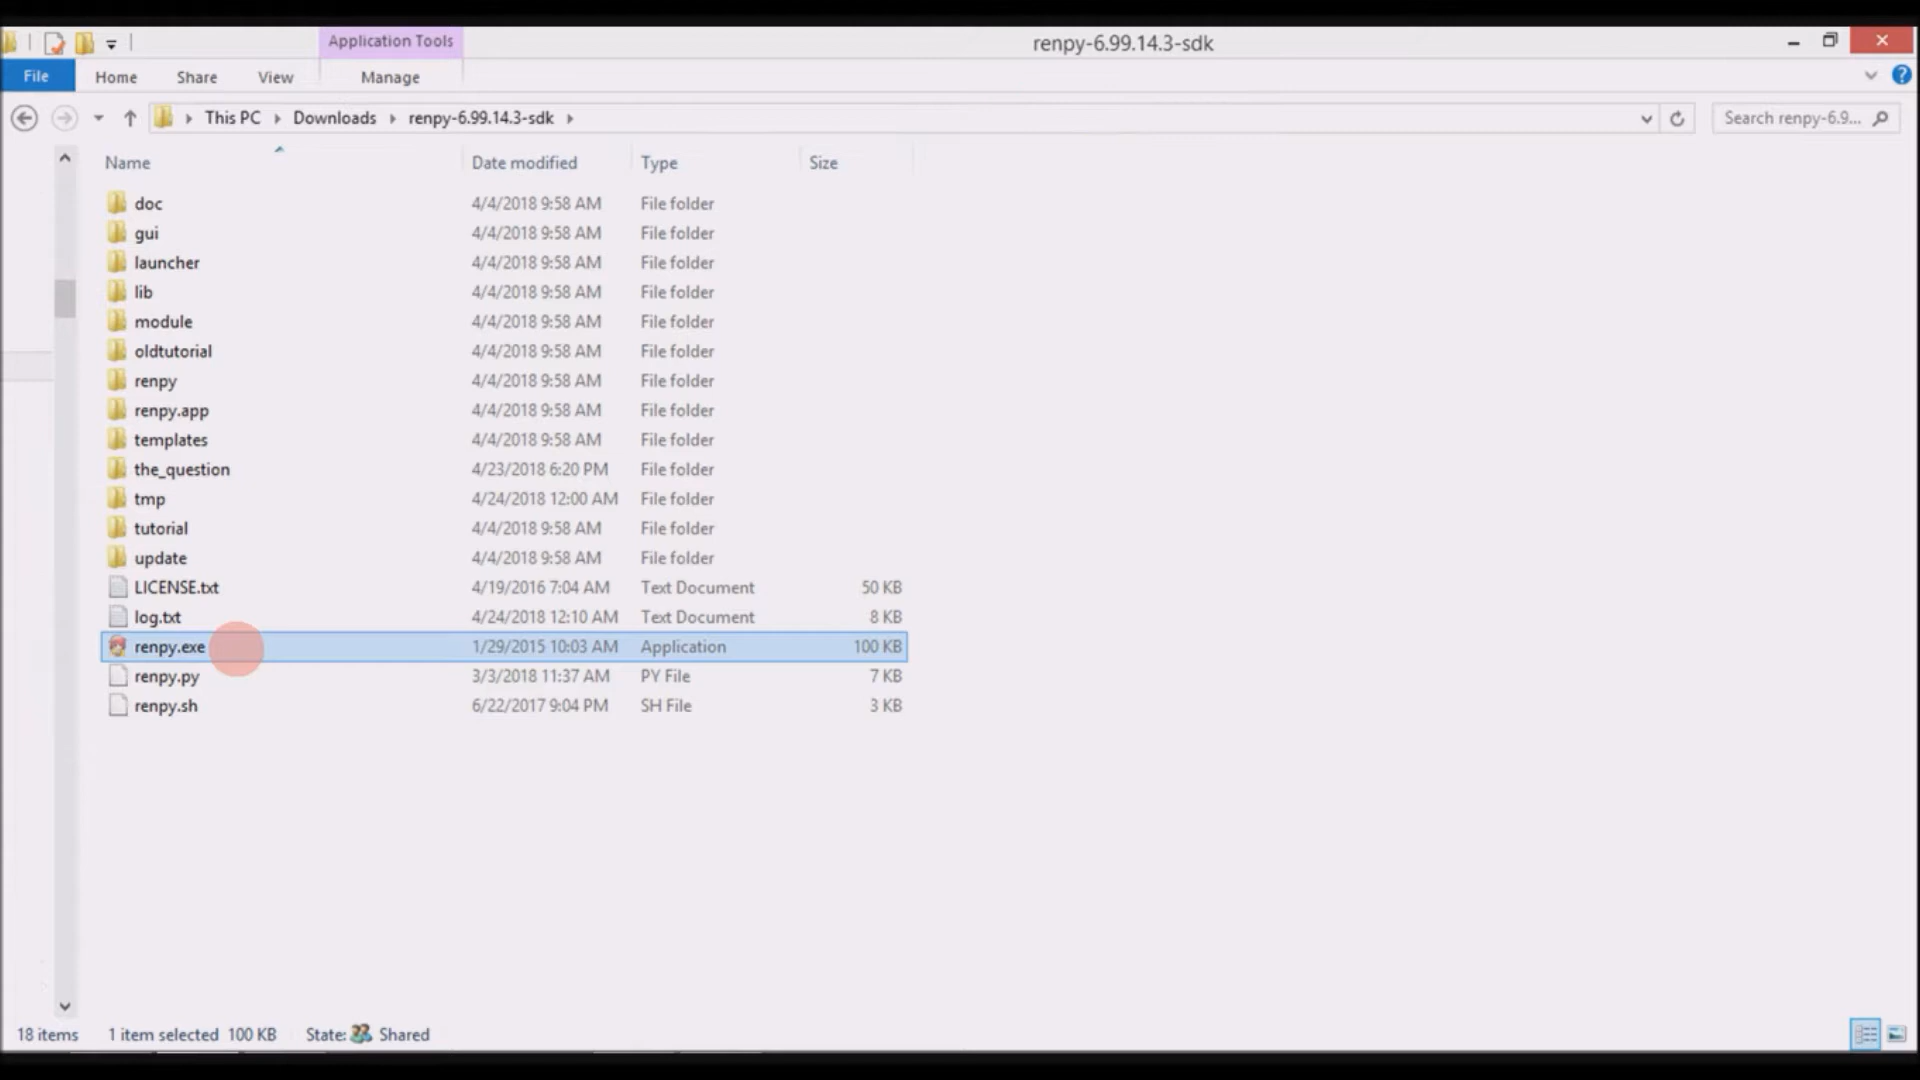 Application Tools
renpy-6.99.14.3-sdk
File Home Share View Manage
This PC Downloads renpy-6.99.14.3-sdk Search renpy-6.9...
Name Date modified Type Size
doc 4/4/2018 9:58 AM File folder
gui 4/4/2018 9:58 AM File folder
launcher 4/4/2018 9:58 AM File folder
lib 4/4/2018 9:58 AM File folder
module 4/4/2018 9:58 AM File folder
oldtutorial 4/4/2018 9:58 AM File folder
renpy 4/4/2018 9:58 AM File folder
renpy.app 4/4/2018 9:58 AM File folder
templates 4/4/2018 9:58 AM File folder
the_question 4/23/2018 6:20 PM File folder
tmp 4/24/2018 12:00 AM File folder
tutorial 4/4/2018 9:58 AM File folder
update 4/4/2018 9:58 AM File folder
LICENSE.txt 4/19/2016 7:04 AM Text Document 50 KB
log.txt 4/24/2018 12:10 AM Text Document 8 KB
renpy.exe 1/29/2015 10:03 AM Application 100 KB
renpy.py 3/3/2018 11:37 AM PY File 7 KB
renpy.sh 6/22/2017 9:04 PM SH File 3 KB
18 items 1 item selected 100 KB State: Shared